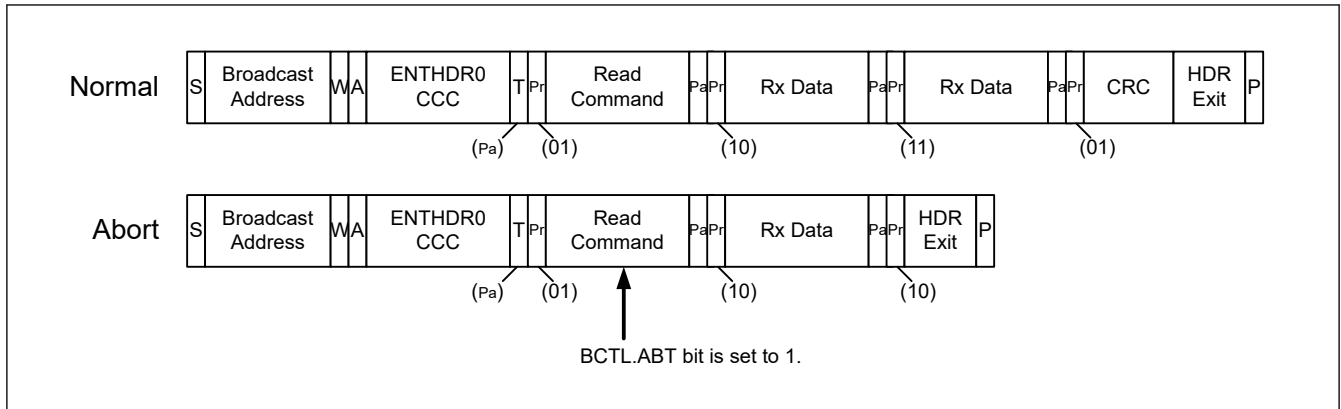 Normal S Broadcast Address W A ENTHDR0 CCC T Pr Read Command Pa Pr Rx Data Pa Pr Rx Data Pa Pr CRC HDR Exit P
(Pa) (01) (10) (11) (01)
Abort S Broadcast Address W A ENTHDR0 CCC T Pr Read Command Pa Pr Rx Data Pa Pr HDR Exit P
(Pa) (01) (10) (10)
BCTL.ABT bit is set to 1.